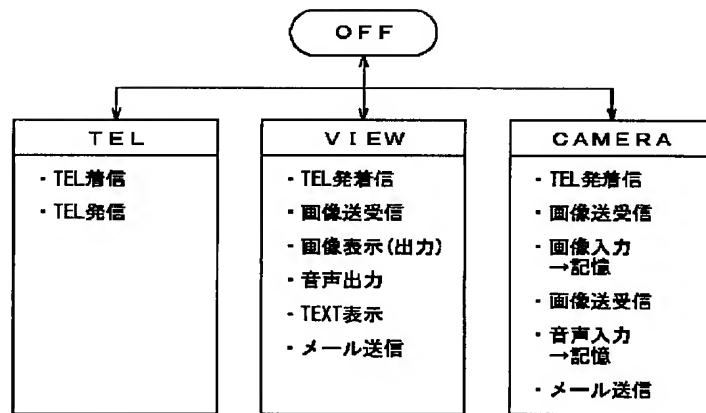 OFF
TEL
・TEL着信
・TEL発信
VIEW
・TEL発着信
・画像送受信
・画像表示(出力)
・音声出力
・TEXT表示
・メール送信
CAMERA
・TEL発着信
・画像送受信
・画像入力
→記憶
・画像送受信
・音声入力
→記憶
・メール送信